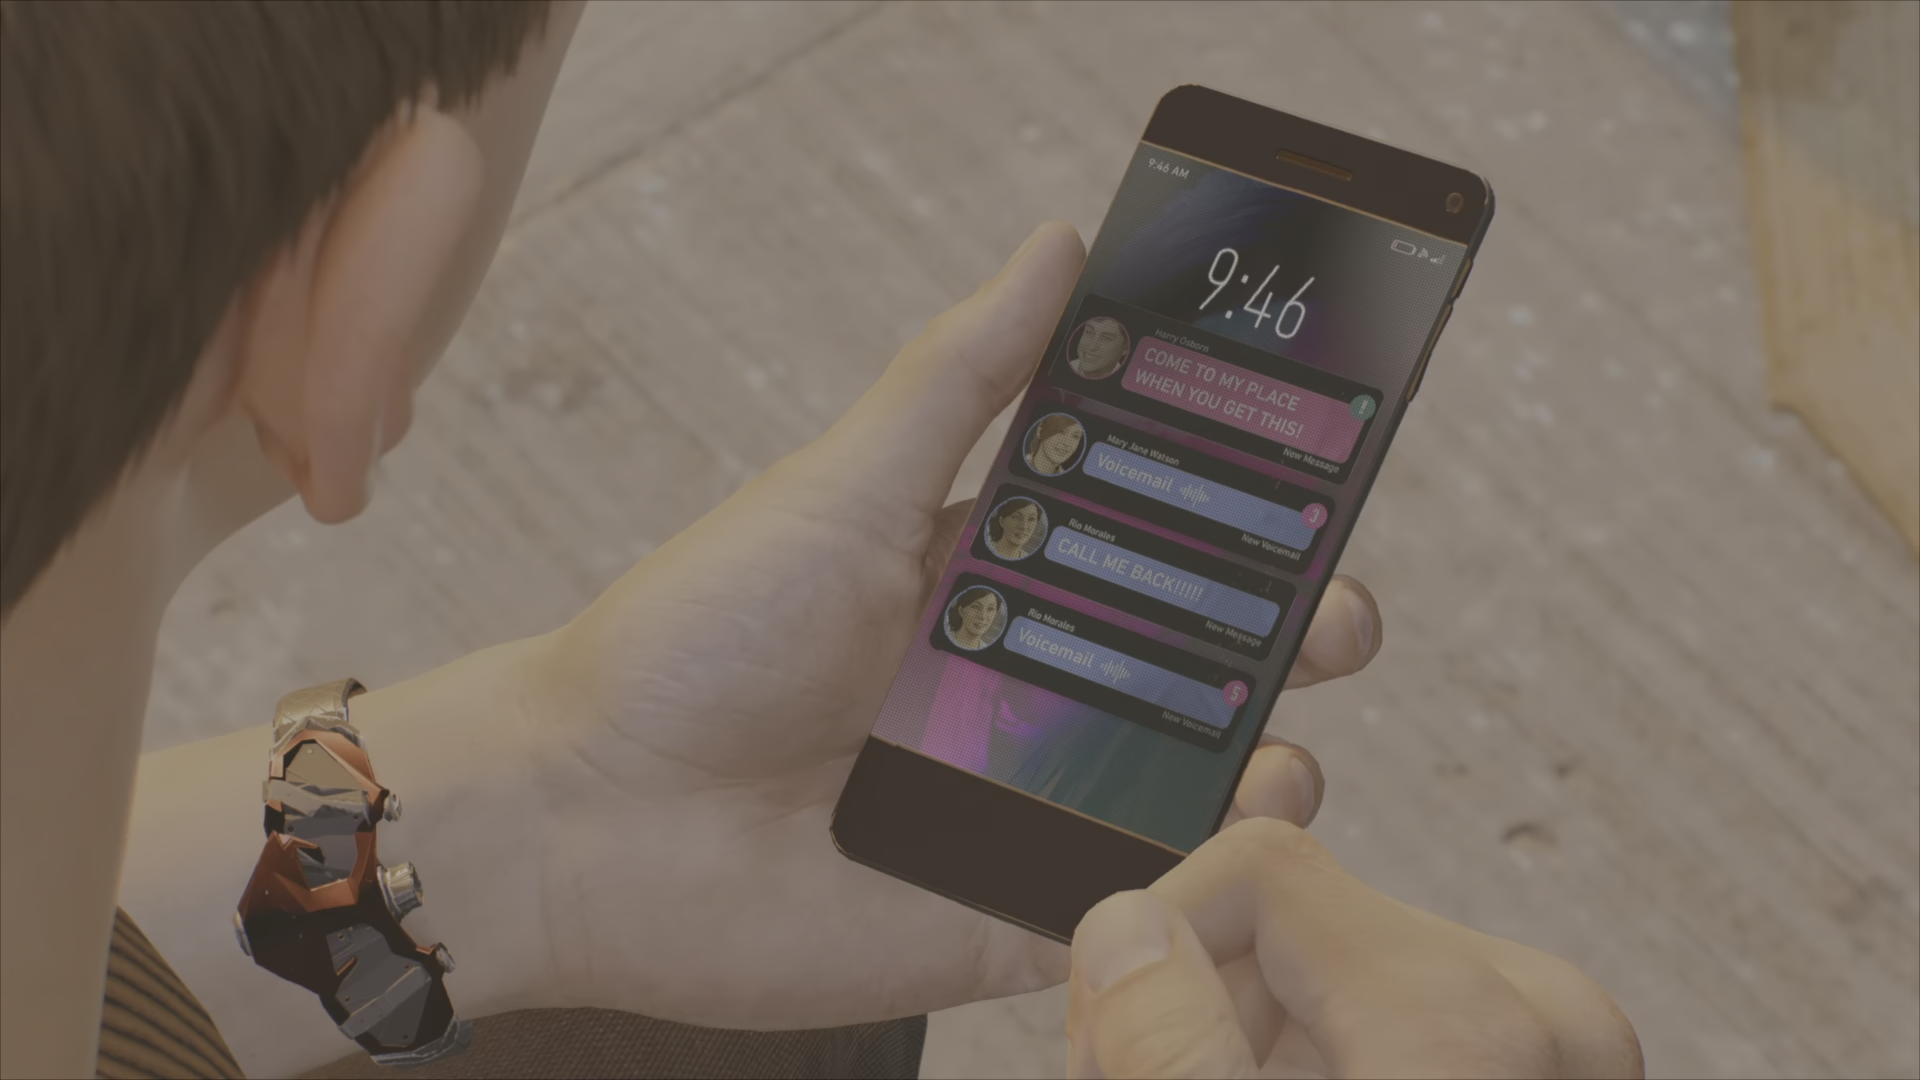 9:46 AM
9:46
Harry Osborn
COME TO MY PLACE
WHEN YOU GET THIS!
!
New Message
Mary Jane Watson
Voicemail
3
New Voicemail
Rio Morales
CALL ME BACK!!!!!
New Message
Rio Morales
Voicemail
5
New Voicemail